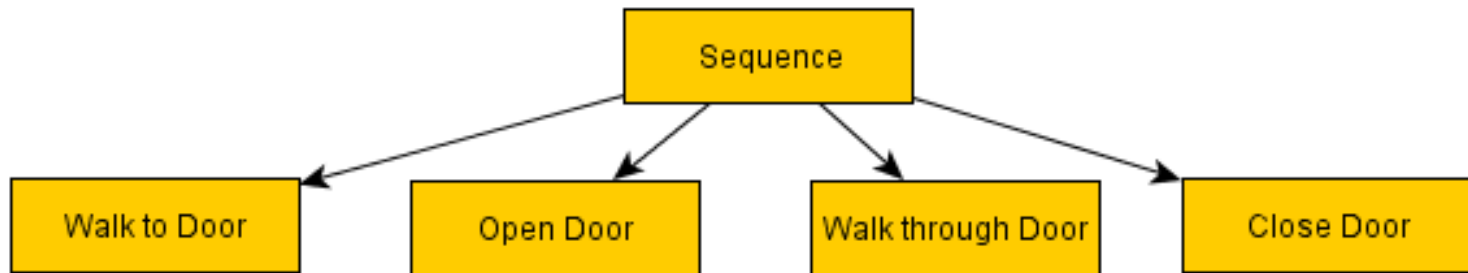 Sequence
Walk to Door
Open Door
Walk through Door
Close Door